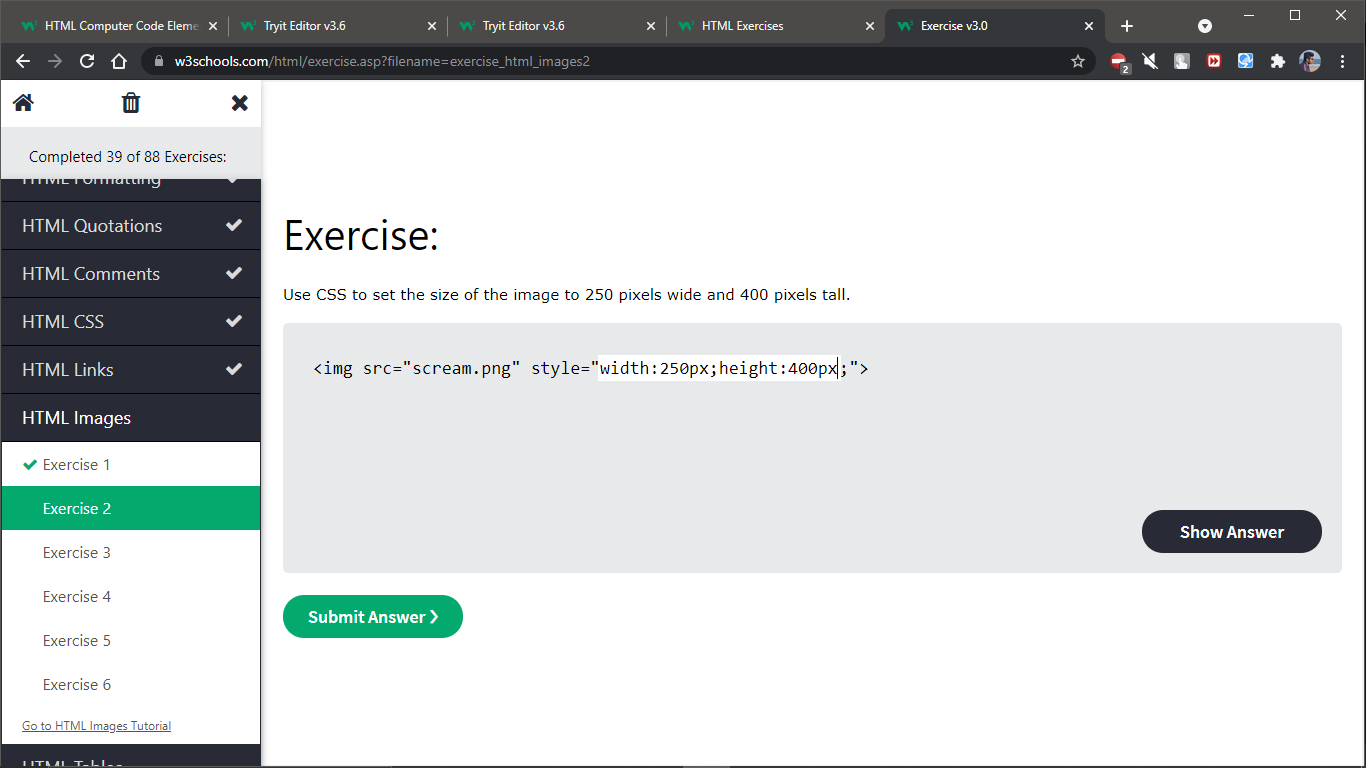 HTML Computer Code Eleme
Tryit Editor v3.6
Tryit Editor v3.6
HTML Exercises
Exercise v3.0
w3schools.com/html/exercise.asp?filename=exercise_html_images2
2
Completed 39 of 88 Exercises:
HTML Formatting
HTML Quotations
HTML Comments
HTML CSS
HTML Links
HTML Images
Exercise 1
Exercise 2
Exercise 3
Exercise 4
Exercise 5
Exercise 6
Go to HTML Images Tutorial
HTML Tables
Exercise:
Use CSS to set the size of the image to 250 pixels wide and 400 pixels tall.
<img src="scream.png" style="width:250px;height:400px;">
Show Answer
Submit Answer ❯